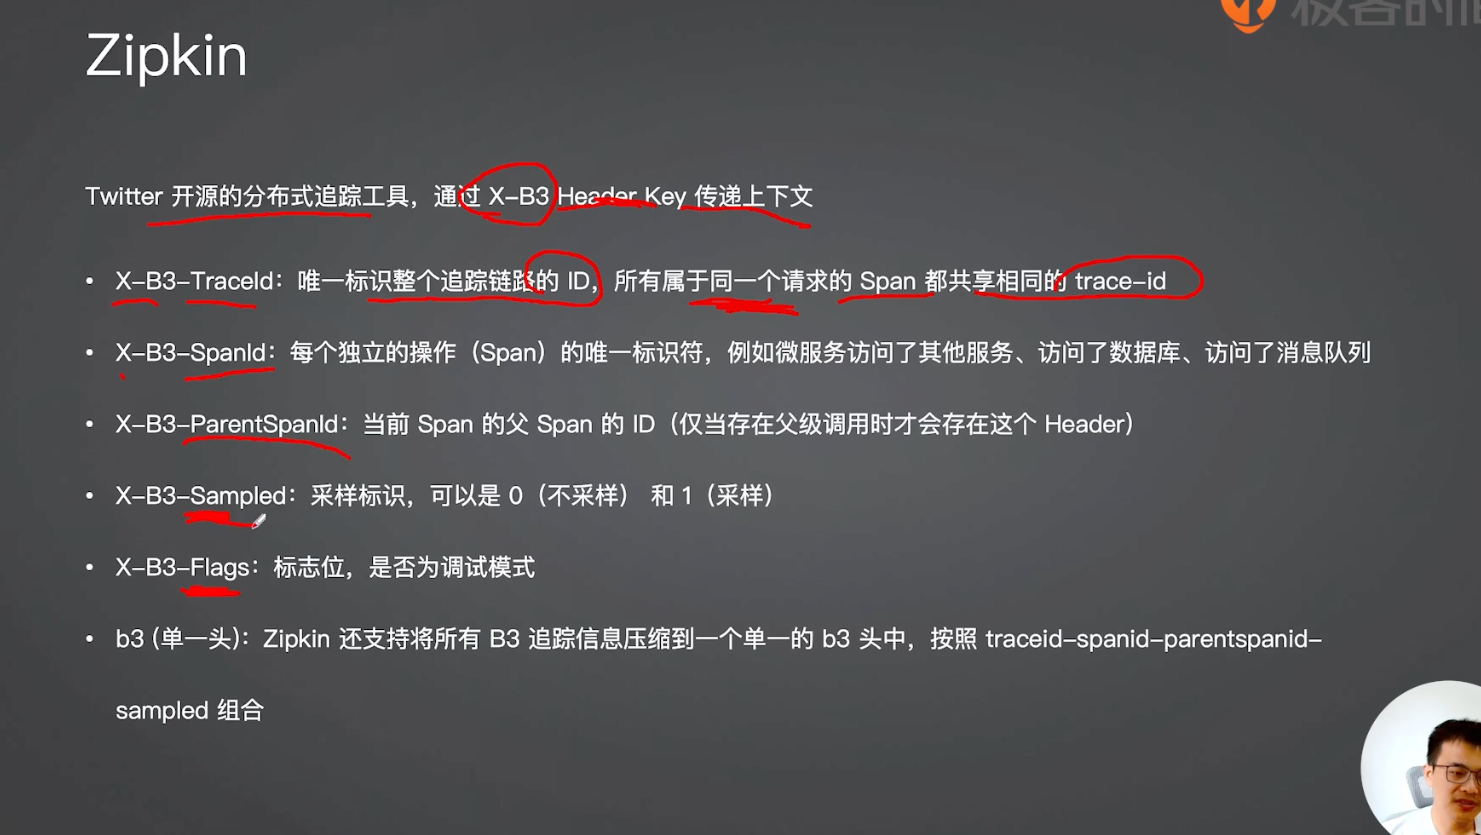 极客时间
Zipkin
Twitter 开源的分布式追踪工具，通过 X-B3 Header Key 传递上下文
• X-B3-TraceId：唯一标识整个追踪链路的 ID，所有属于同一个请求的 Span 都共享相同的 trace-id
• X-B3-SpanId：每个独立的操作（Span）的唯一标识符，例如微服务访问了其他服务、访问了数据库、访问了消息队列
• X-B3-ParentSpanId：当前 Span 的父 Span 的 ID（仅当存在父级调用时才会存在这个 Header）
• X-B3-Sampled：采样标识，可以是 0（不采样） 和 1（采样）
• X-B3-Flags：标志位，是否为调试模式
• b3 (单一头)：Zipkin 还支持将所有 B3 追踪信息压缩到一个单一的 b3 头中，按照 traceid-spanid-parentspanid-
sampled 组合